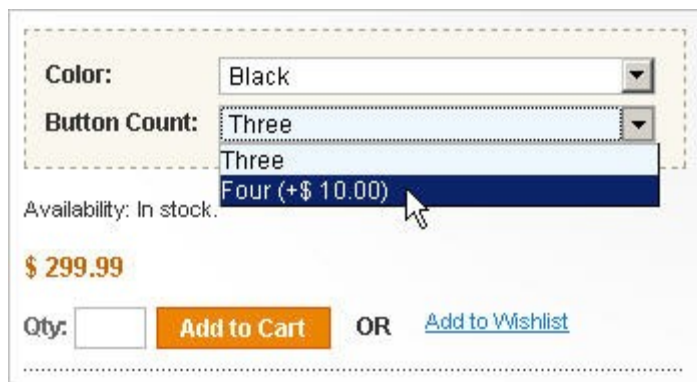 Color: Black
Button Count: Three
Three
Four (+$ 10.00)
Availability: In stock.
$ 299.99
Qty: Add to Cart OR Add to Wishlist